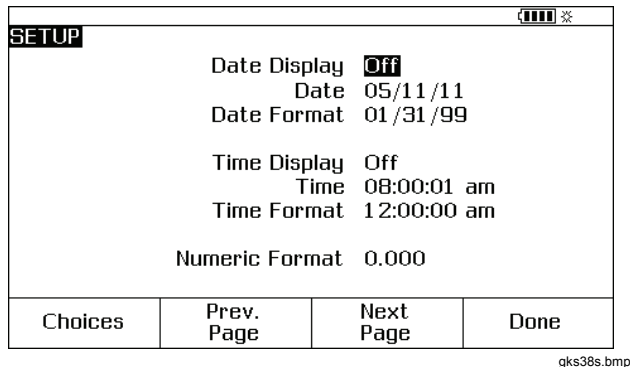 SETUP
Date Display Off
Date 05/11/11
Date Format 01/31/99
Time Display Off
Time 08:00:01 am
Time Format 12:00:00 am
Numeric Format 0.000
Choices
Prev.
Page
Next
Page
Done
gks38s.bmp